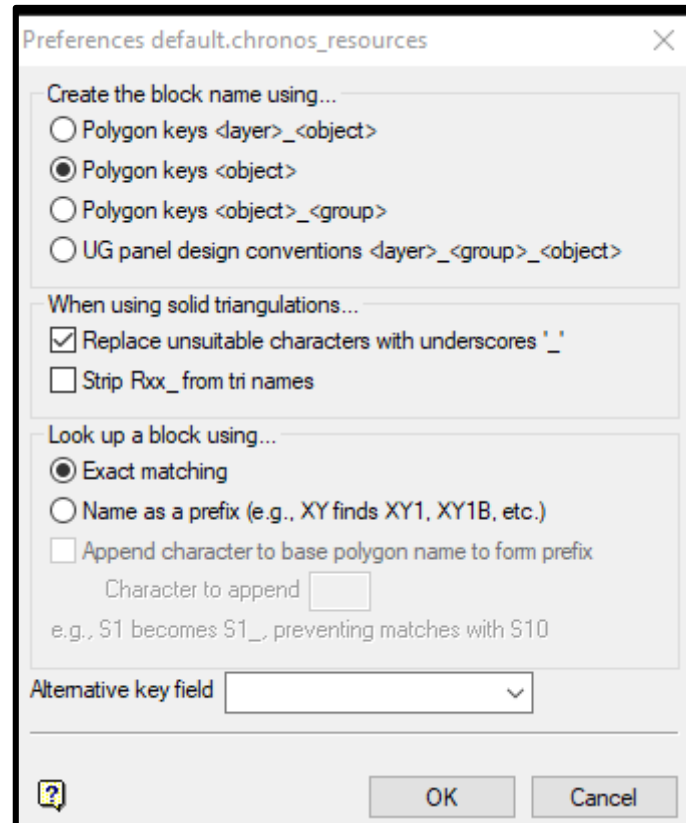 Preferences default.chronos_resources
Create the block name using...
Polygon keys <layer>_<object>
Polygon keys <object>
Polygon keys <object>_<group>
UG panel design conventions <layer>_<group>_<object>
When using solid triangulations...
Replace unsuitable characters with underscores '_'
Strip Rxx_ from tri names
Look up a block using...
Exact matching
Name as a prefix (e.g., XY finds XY1, XY1B, etc.)
Append character to base polygon name to form prefix
Character to append
e.g., S1 becomes S1_, preventing matches with S10
Alternative key field
OK Cancel